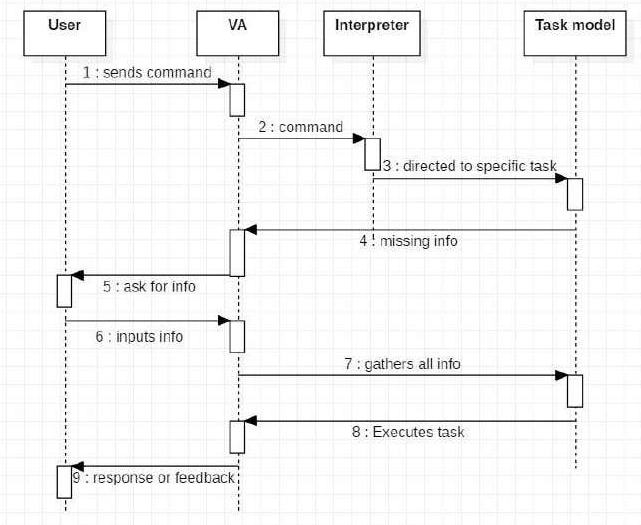 User
VA
Interpreter
Task model
1 : sends command
2 : command
3 : directed to specific task
4 : missing info
5 : ask for info
6 : inputs info
7 : gathers all info
8 : Executes task
9 : response or feedback